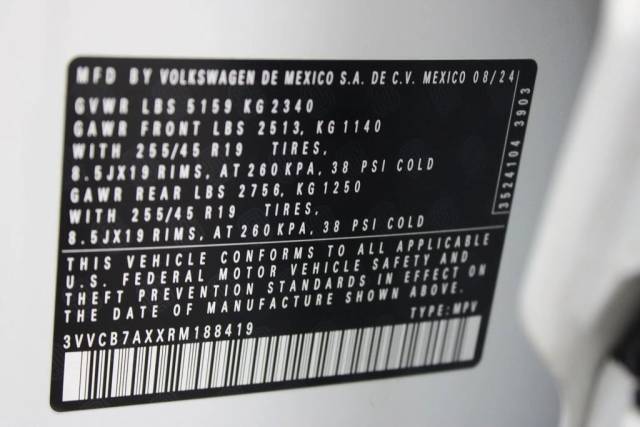 MFD BY VOLKSWAGEN DE MEXICO S.A. DE C.V. MEXICO 08/24
GVWR LBS 5159 KG 2340
GAWR FRONT LBS 2513, KG 1140
WITH 255/45 R19 TIRES,
8.5JX19 RIMS, AT 260 KPA, 38 PSI COLD
GAWR REAR LBS 2756, KG 1250
WITH 255/45 R19 TIRES,
8.5JX19 RIMS, AT 260 KPA, 38 PSI COLD
3524104 3903
THIS VEHICLE CONFORMS TO ALL APPLICABLE
U.S. FEDERAL MOTOR VEHICLE SAFETY AND
THEFT PREVENTION STANDARDS IN EFFECT ON
THE DATE OF MANUFACTURE SHOWN ABOVE.
3VVCB7AXXRM188419 TYPE: MPV